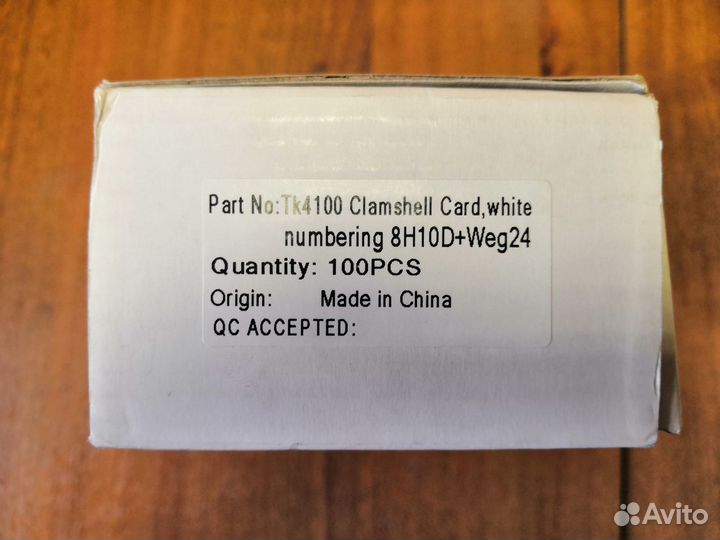 Part No:Tk4100 Clamshell Card,white
numbering 8H10D+Weg24
Quantity: 100PCS
Origin: Made in China
QC ACCEPTED:
Avito